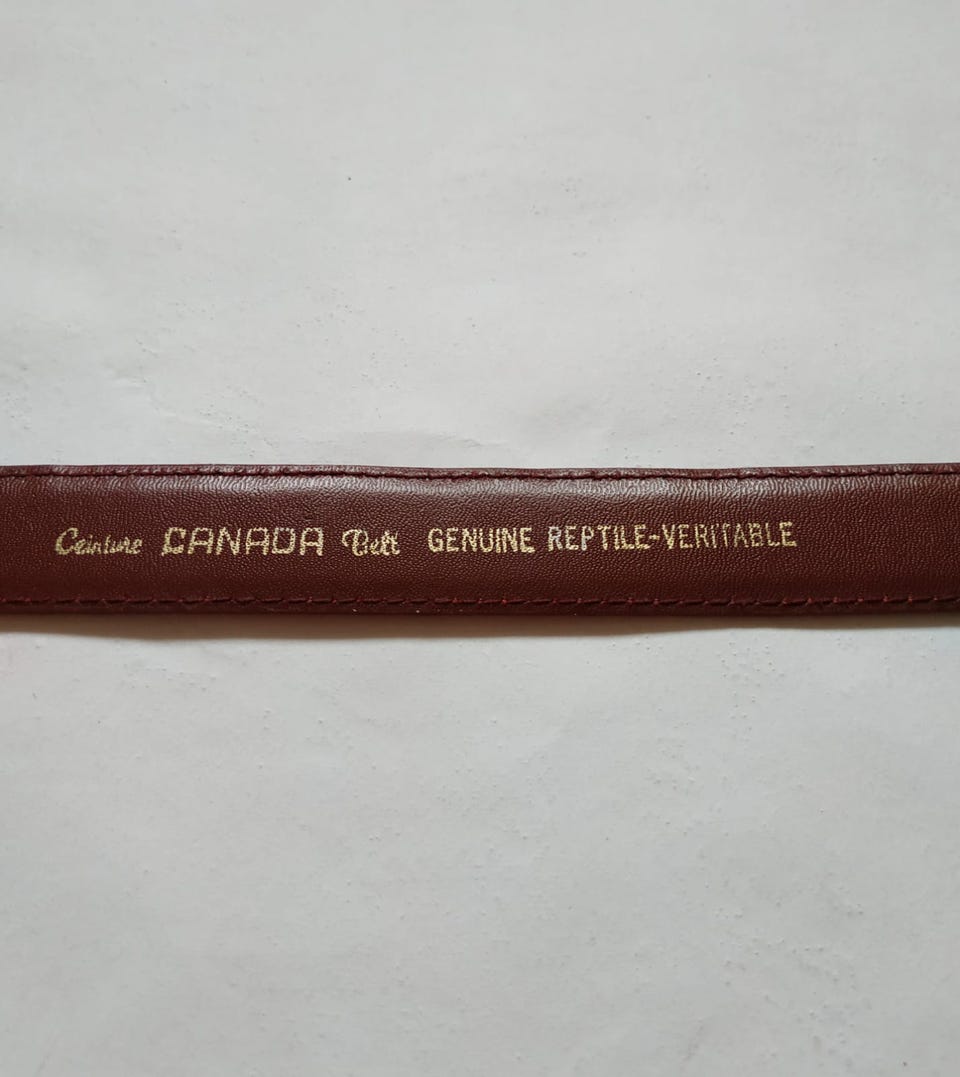 Ceinture CANADA Belt GENUINE REPTILE-VERITABLE